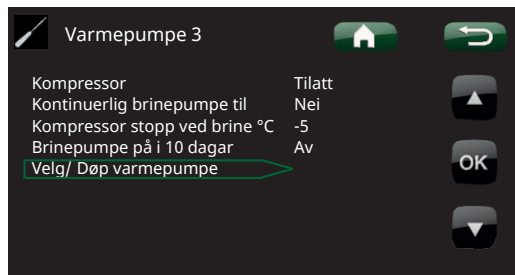 Varmepumpe 3
Kompressor Tilatt
Kontinuerlig brinepumpe til Nei
Kompressor stopp ved brine °C -5
Brinepumpe på i 10 dagar Av
Velg/ Døp varmepumpe
OK